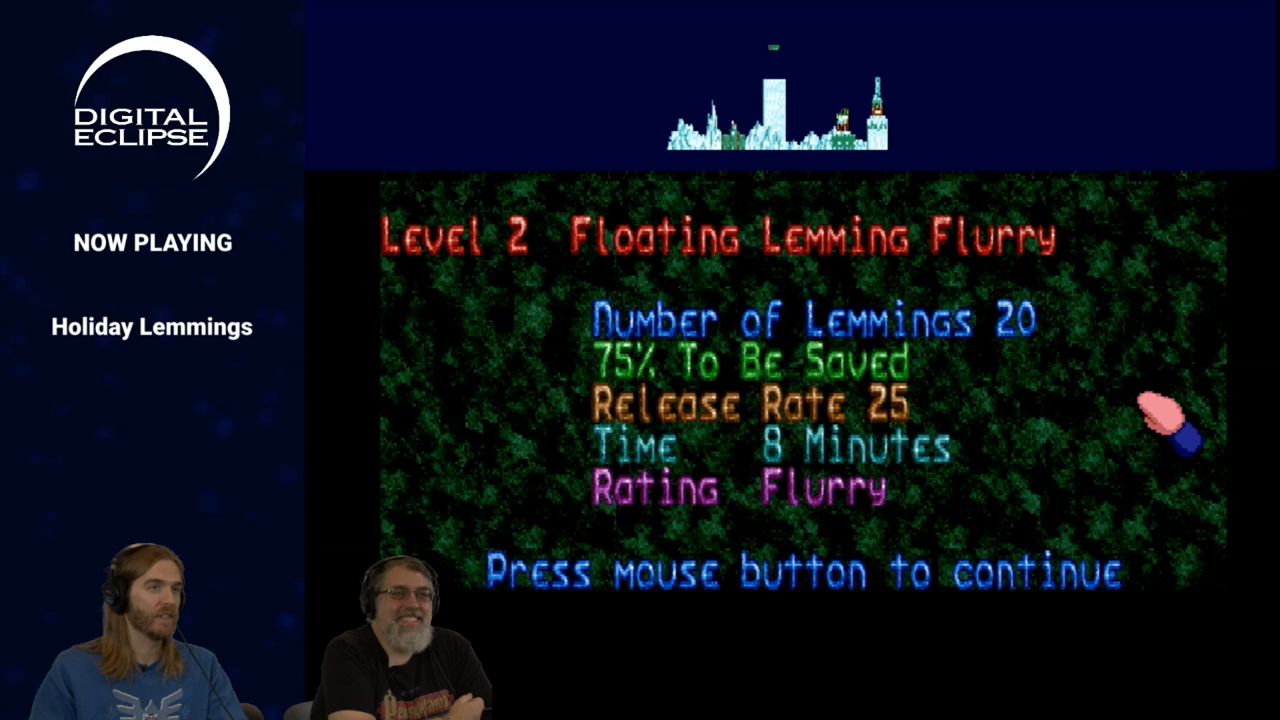 DIGITAL
ECLIPSE
NOW PLAYING
Holiday Lemmings
Level 2 Floating Lemming Flurry
Number of Lemmings 20
75% To Be Saved
Release Rate 25
Time 8 Minutes
Rating Flurry
Press mouse button to continue